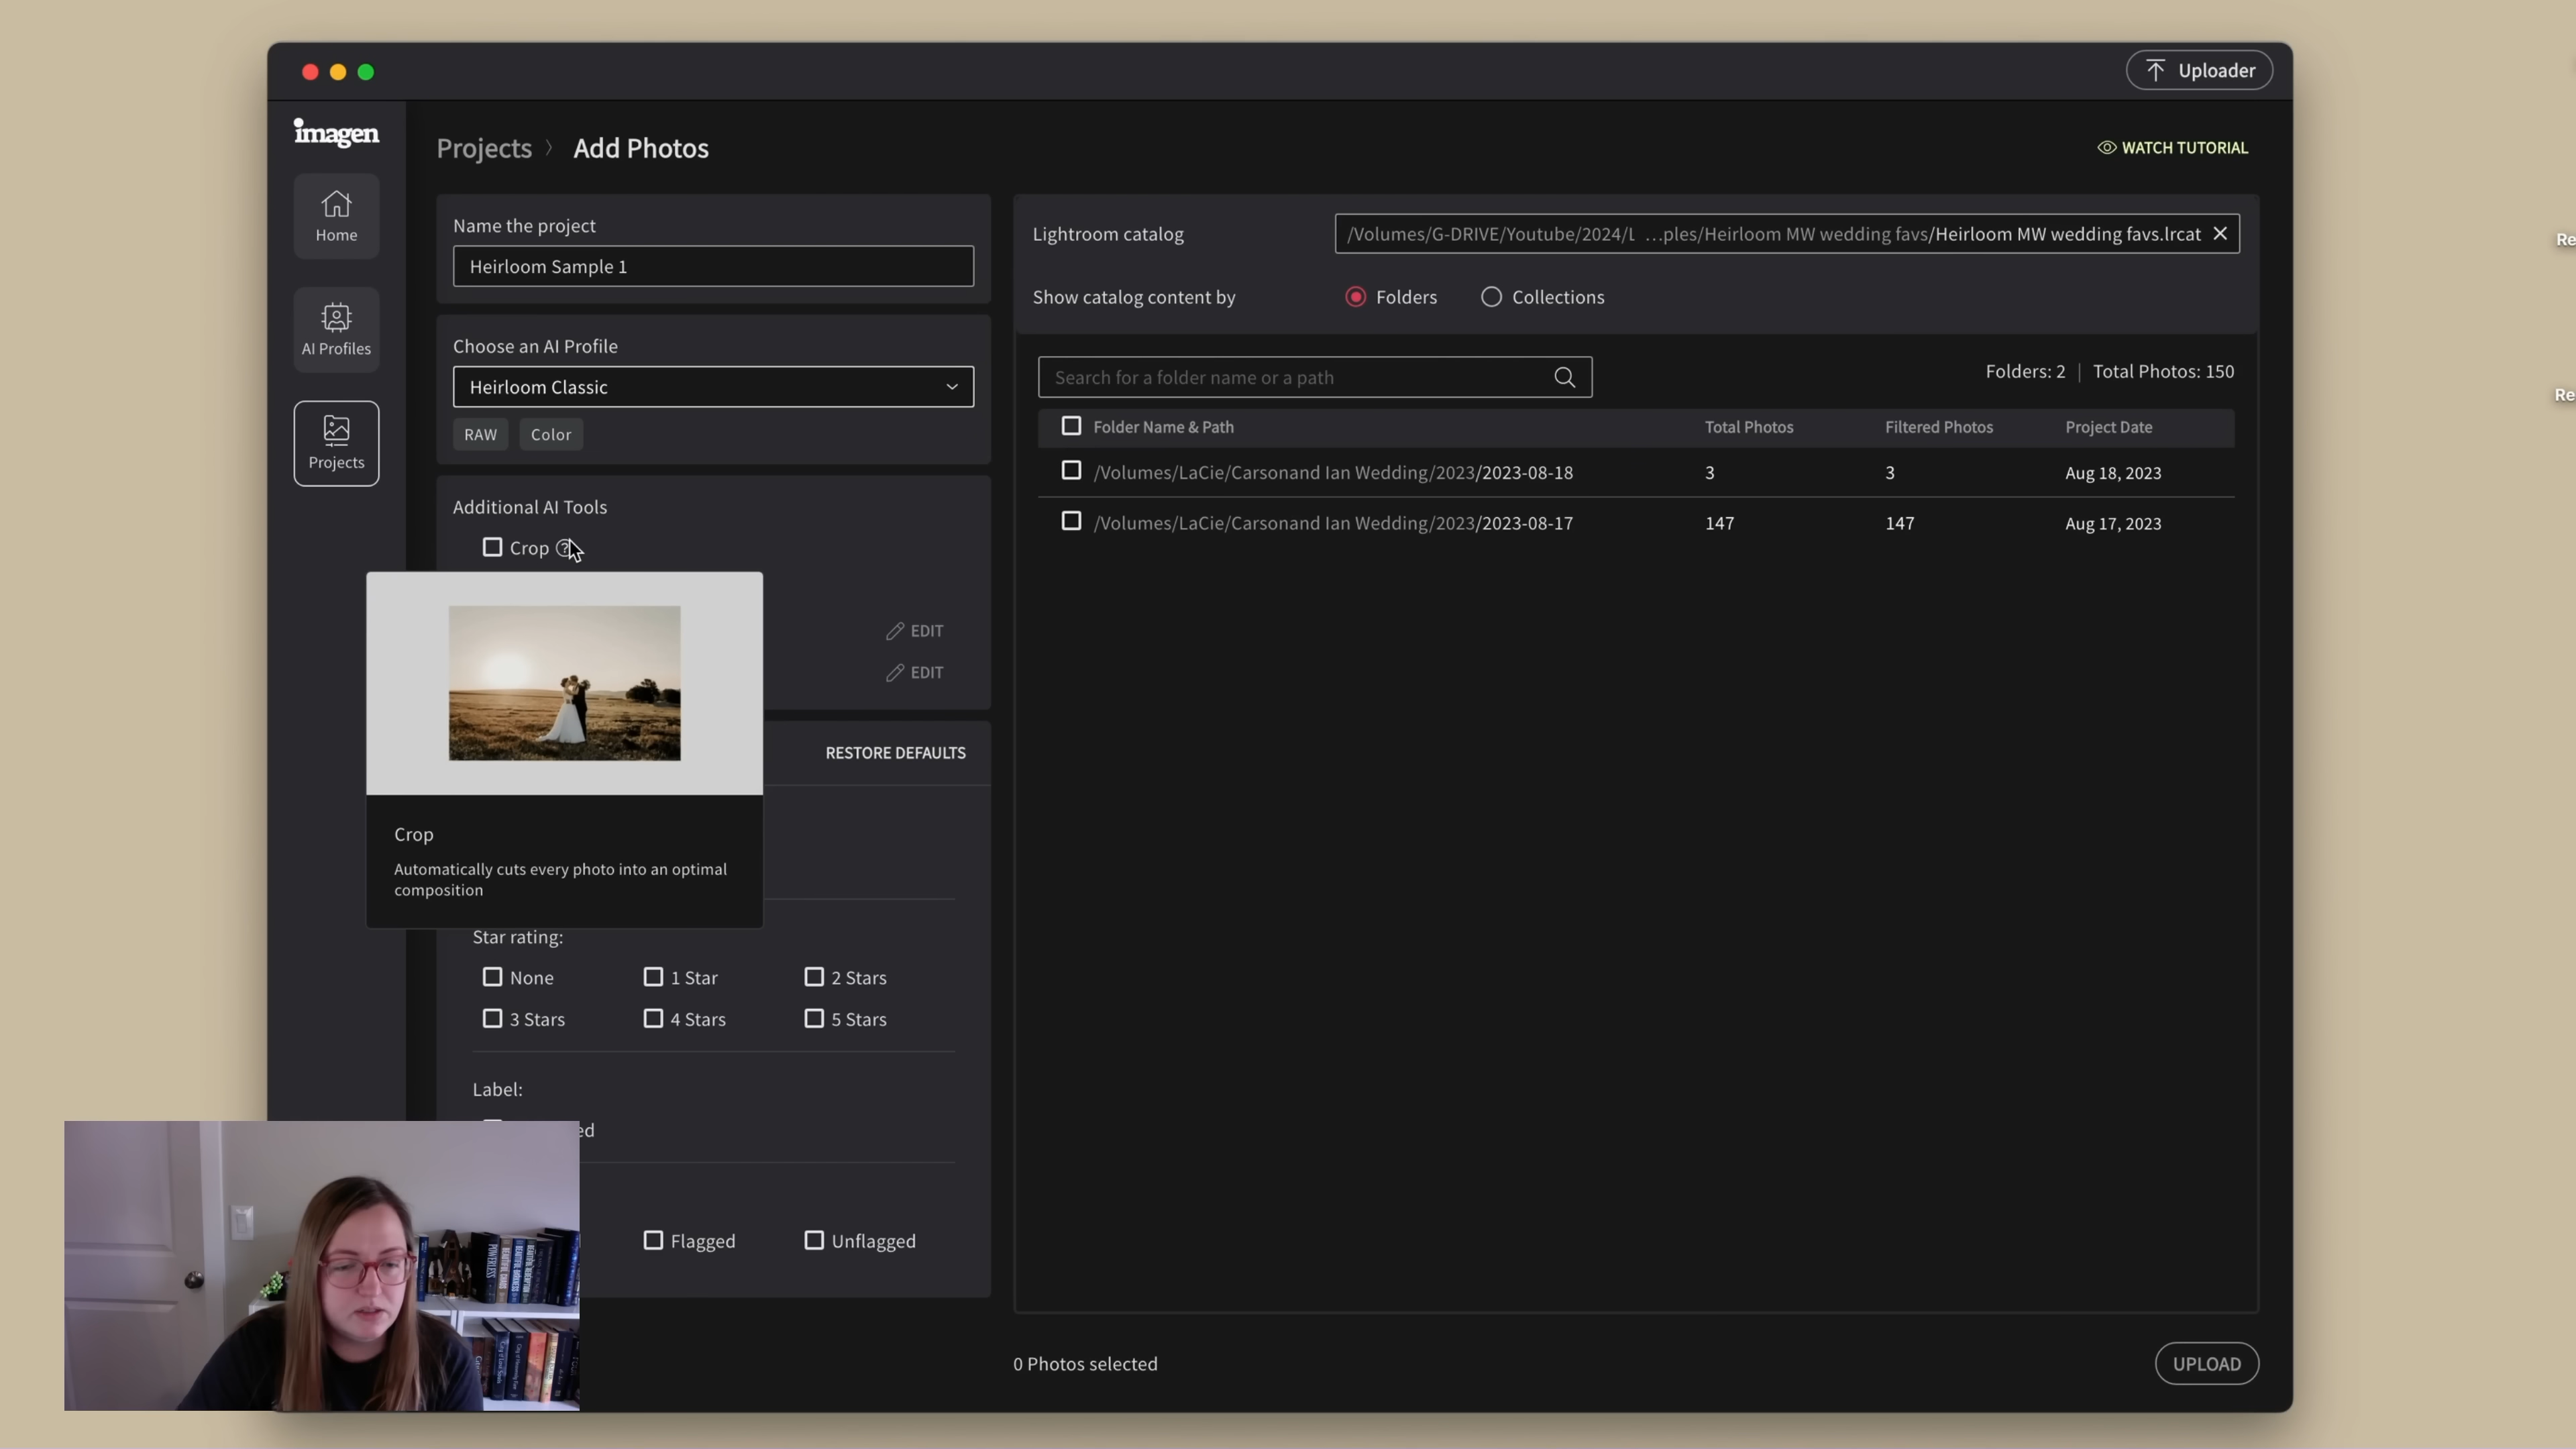 Uploader
imagen
Projects 〉 Add Photos
WATCH TUTORIAL
Home
AI Profiles
Projects
Name the project
Heirloom Sample 1
Choose an AI Profile
Heirloom Classic
RAW Color
Additional AI Tools
Crop
EDIT
EDIT
Crop
Automatically cuts every photo into an optimal
composition
RESTORE DEFAULTS
Star rating:
None 1 Star 2 Stars
3 Stars 4 Stars 5 Stars
Label:
ed
Flagged Unflagged
Lightroom catalog /Volumes/G-DRIVE/Youtube/2024/L ...ples/Heirloom MW wedding favs/Heirloom MW wedding favs.lrcat
Show catalog content by Folders Collections
Search for a folder name or a path
Folders: 2 | Total Photos: 150
Folder Name & Path Total Photos Filtered Photos Project Date
/Volumes/LaCie/Carsonand Ian Wedding/2023/2023-08-18 3 3 Aug 18, 2023
/Volumes/LaCie/Carsonand Ian Wedding/2023/2023-08-17 147 147 Aug 17, 2023
0 Photos selected
UPLOAD
Re
Re
POWERLESS